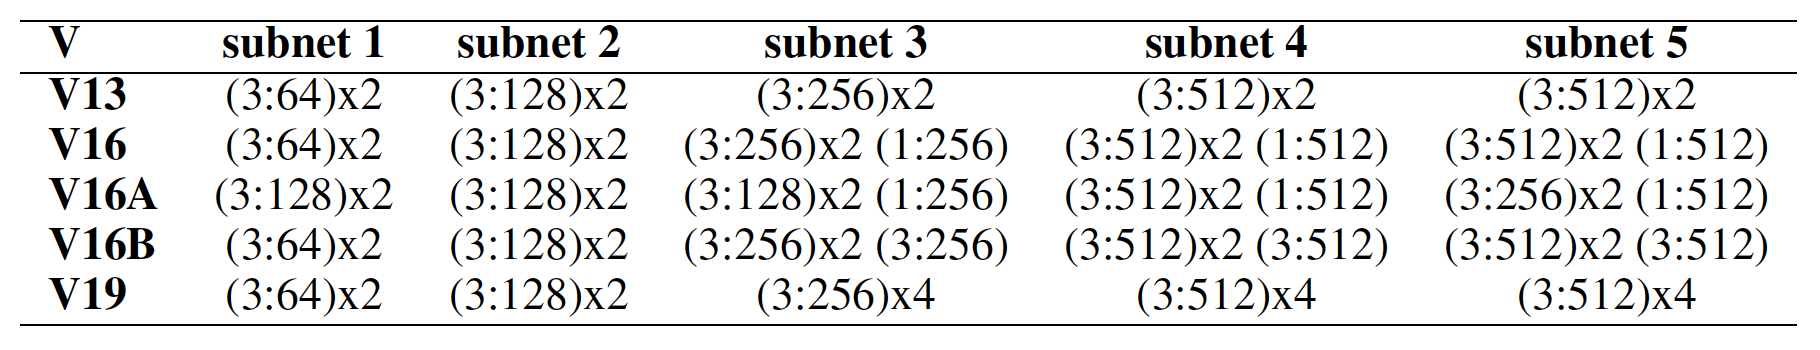 V subnet 1 subnet 2 subnet 3 subnet 4 subnet 5
V13 (3:64)x2 (3:128)x2 (3:256)x2 (3:512)x2 (3:512)x2
V16 (3:64)x2 (3:128)x2 (3:256)x2 (1:256) (3:512)x2 (1:512) (3:512)x2 (1:512)
V16A (3:128)x2 (3:128)x2 (3:128)x2 (1:256) (3:512)x2 (1:512) (3:256)x2 (1:512)
V16B (3:64)x2 (3:128)x2 (3:256)x2 (3:256) (3:512)x2 (3:512) (3:512)x2 (3:512)
V19 (3:64)x2 (3:128)x2 (3:256)x4 (3:512)x4 (3:512)x4